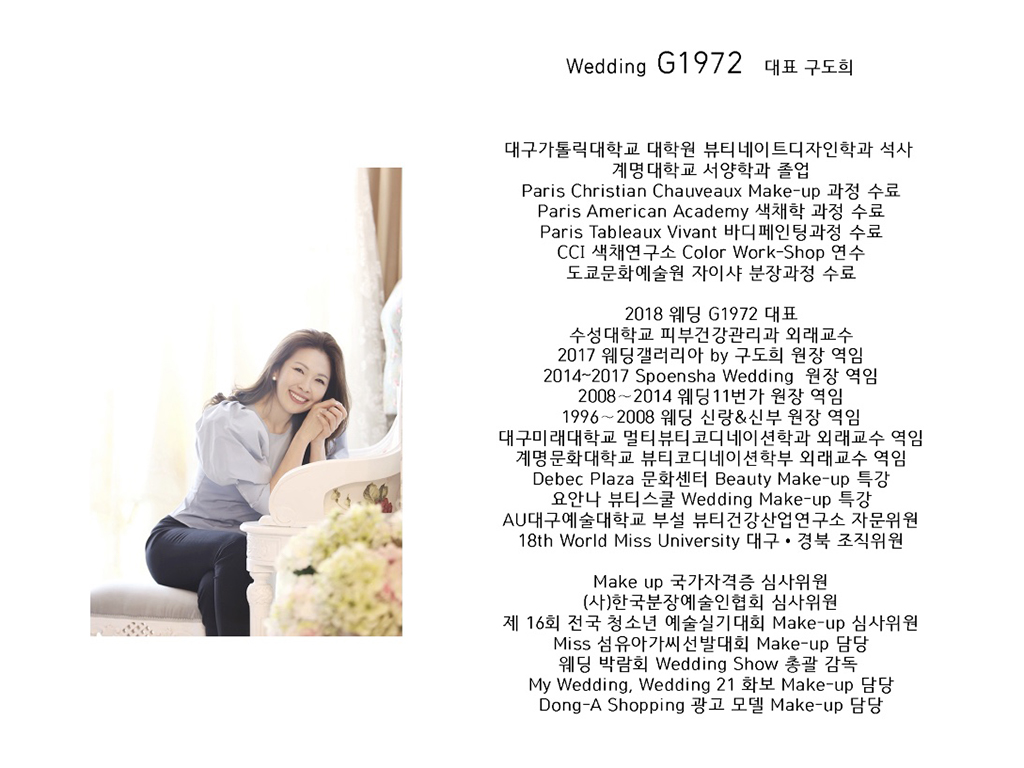 Wedding G1972 대표 구도희
대구가톨릭대학교 대학원 뷰티네이트디자인학과 석사
계명대학교 서양학과 졸업
Paris Christian Chauveaux Make-up 과정 수료
Paris American Academy 색채학 과정 수료
Paris Tableaux Vivant 바디페인팅과정 수료
CCI 색채연구소 Color Work-Shop 연수
도쿄문화예술원 자이샤 분장과정 수료
2018 웨딩 G1972 대표
수성대학교 피부건강관리과 외래교수
2017 웨딩갤러리아 by 구도희 원장 역임
2014~2017 Spoensha Wedding 원장 역임
2008～2014 웨딩11번가 원장 역임
1996～2008 웨딩 신랑&신부 원장 역임
대구미래대학교 멀티뷰티코디네이션학과 외래교수 역임
계명문화대학교 뷰티코디네이션학부 외래교수 역임
Debec Plaza 문화센터 Beauty Make-up 특강
요안나 뷰티스쿨 Wedding Make-up 특강
AU대구예술대학교 부설 뷰티건강산업연구소 자문위원
18th World Miss University 대구•경북 조직위원
Make up 국가자격증 심사위원
(사)한국분장예술인협회 심사위원
제 16회 전국 청소년 예술실기대회 Make-up 심사위원
Miss 섬유아가씨선발대회 Make-up 담당
웨딩 박람회 Wedding Show 총괄 감독
My Wedding, Wedding 21 화보 Make-up 담당
Dong-A Shopping 광고 모델 Make-up 담당